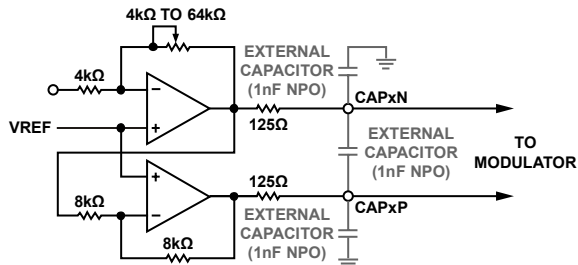 4kΩ TO 64kΩ
EXTERNAL
CAPACITOR
(1nF NPO)
4kΩ
−
+
CAPxN
125Ω
VREF
EXTERNAL
CAPACITOR
(1nF NPO)
TO
MODULATOR
+
−
125Ω
CAPxP
8kΩ
EXTERNAL
CAPACITOR
(1nF NPO)
8kΩ